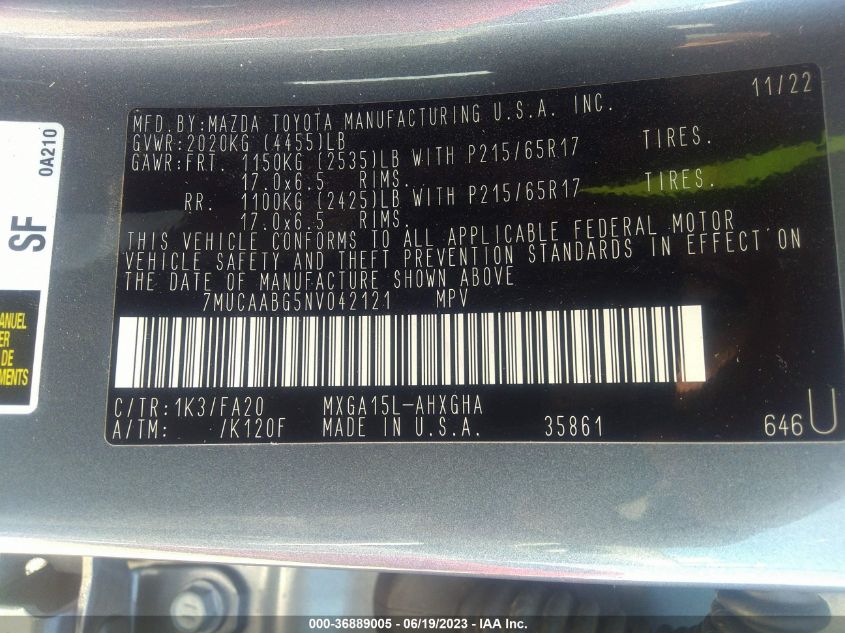 11/22
MFD.BY:MAZDA TOYOTA MANUFACTURING U.S.A. INC.
GVWR:2020KG (4455)LB
GAWR:FRT. 1150KG (2535)LB WITH P215/65R17 TIRES.
17.0x6.5 RIMS.
RR. 1100KG (2425)LB WITH P215/65R17 TIRES.
17.0x6.5 RIMS.
THIS VEHICLE CONFORMS TO ALL APPLICABLE FEDERAL MOTOR
VEHICLE SAFETY AND THEFT PREVENTION STANDARDS IN EFFECT ON
THE DATE OF MANUFACTURE SHOWN ABOVE
7MUCAABG5NV042121 MPV
C/TR:1K3/FA20 MXGA15L-AHXGHA
A/TM: /K120F MADE IN U.S.A. 35861 646U
0A210
SF
DE
000-36889005 - 06/19/2023 - IAA Inc.